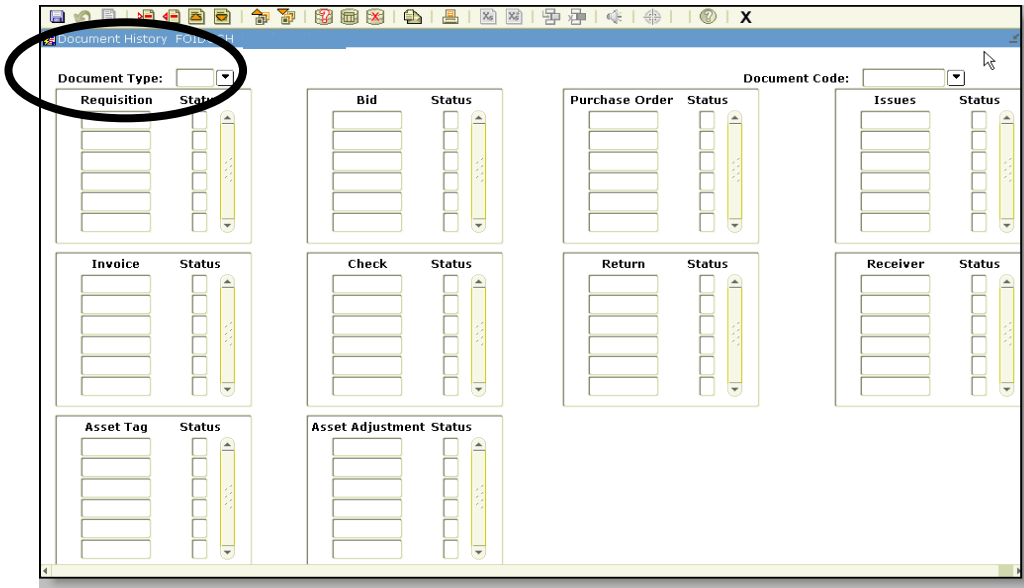 X
Document History FOIDOCH
Document Type: Document Code:
Requisition Status Bid Status Purchase Order Status Issues Status
Invoice Status Check Status Return Status Receiver Status
Asset Tag Status Asset Adjustment Status